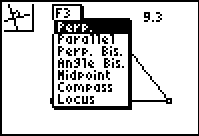 F3
9.3
Perp.
Parallel
Perp. Bis.
Angle Bis.
Midpoint
Compass
Locus